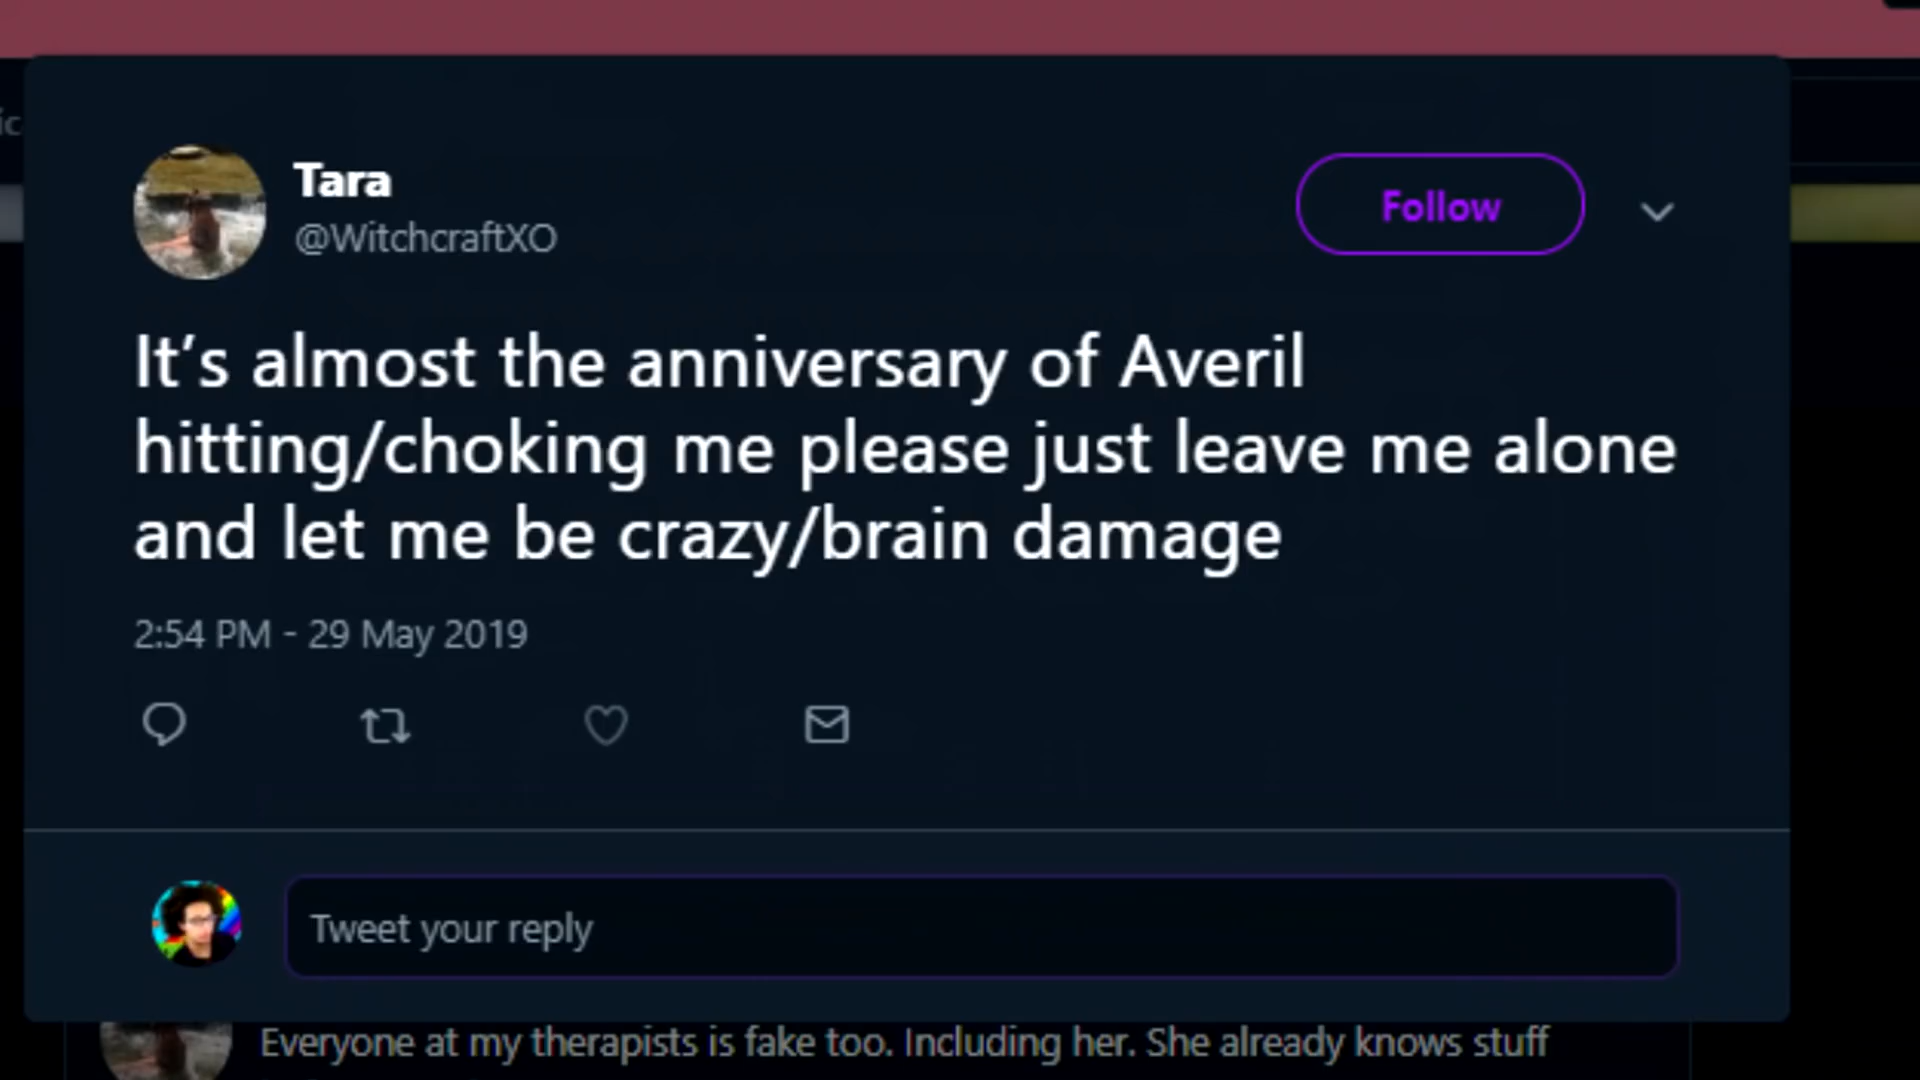 ic
Tara
@WitchcraftXO
Follow
It’s almost the anniversary of Averil
hitting/choking me please just leave me alone
and let me be crazy/brain damage
2:54 PM - 29 May 2019
Tweet your reply
Everyone at my therapists is fake too. Including her. She already knows stuff